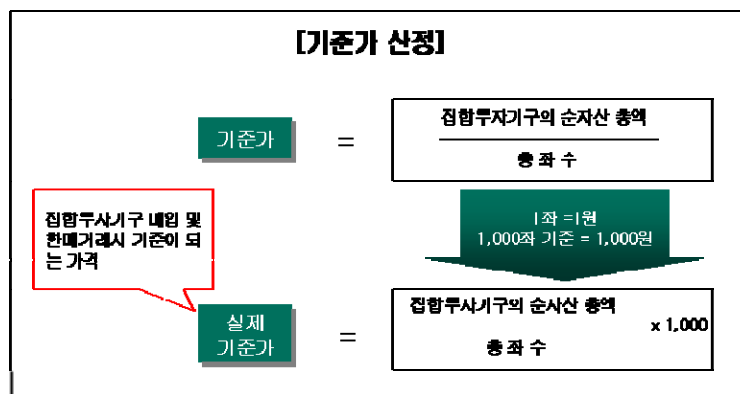 [기준가 산정]
기준가
=
집합투자기구의 순자산 총액
총 좌 수
집합투자기구 매입 및
환매거래시 기준이 되
는 가격
1좌 =1원
1,000좌 기준 = 1,000원
실제
기준가
=
집합투자기구의 순자산 총액
x 1,000
총 좌 수